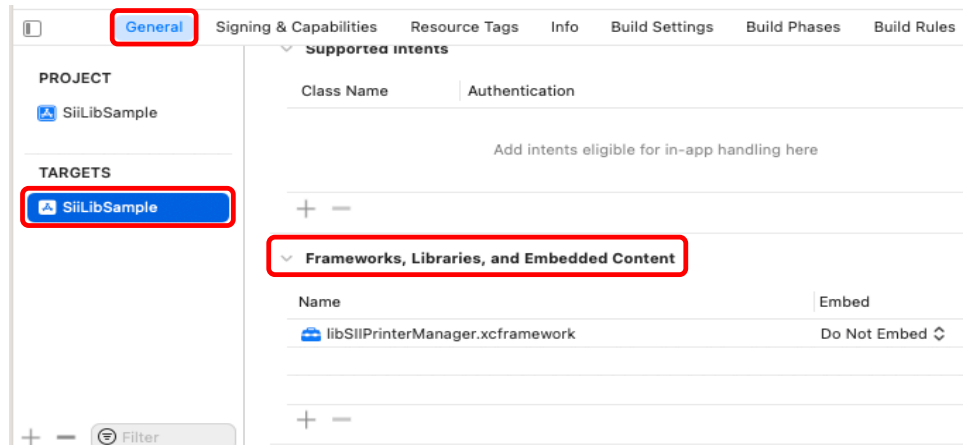 General Signing & Capabilities Resource Tags Info Build Settings Build Phases Build Rules
PROJECT
SiiLibSample
TARGETS
SiiLibSample
Filter
Supported Intents
Class Name Authentication
Add intents eligible for in-app handling here
Frameworks, Libraries, and Embedded Content
Name Embed
libSIIPrinterManager.xcframework Do Not Embed